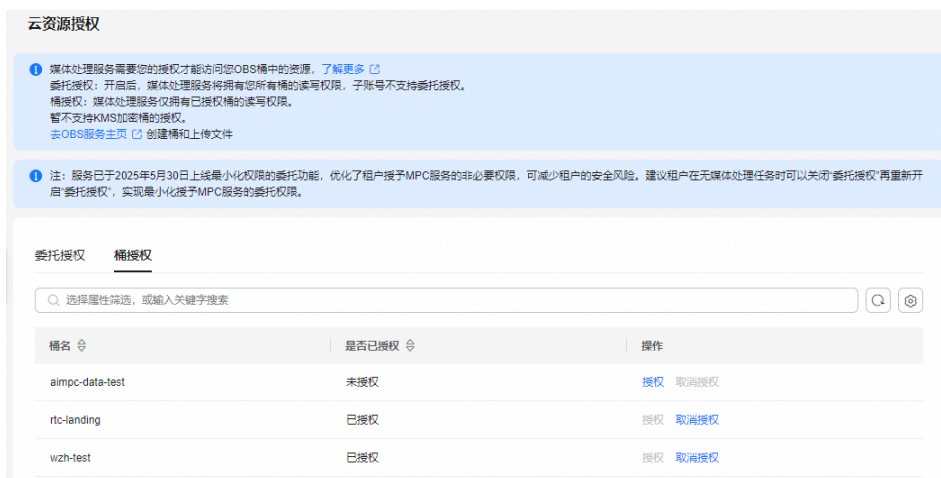 云资源授权
媒体处理服务需要您的授权才能访问您OBS桶中的资源，了解更多
委托授权：开启后，媒体处理服务将拥有您所有桶的读写权限，子账号不支持委托授权。
桶授权：媒体处理服务仅拥有已授权桶的读写权限。
暂不支持KMS加密桶的授权。
去OBS服务主页 创建桶和上传文件
注：服务已于2025年5月30日上线最小化权限的委托功能，优化了租户授予MPC服务的非必要权限，可减少租户的安全风险。建议租户在无媒体处理任务时可以关闭“委托授权”再重新开
启“委托授权”，实现最小化授予MPC服务的委托权限。
委托授权 桶授权
选择属性筛选，或输入关键字搜索
桶名 是否已授权 操作
aimpc-data-test 未授权 授权 取消授权
rtc-landing 已授权 授权 取消授权
wzh-test 已授权 授权 取消授权